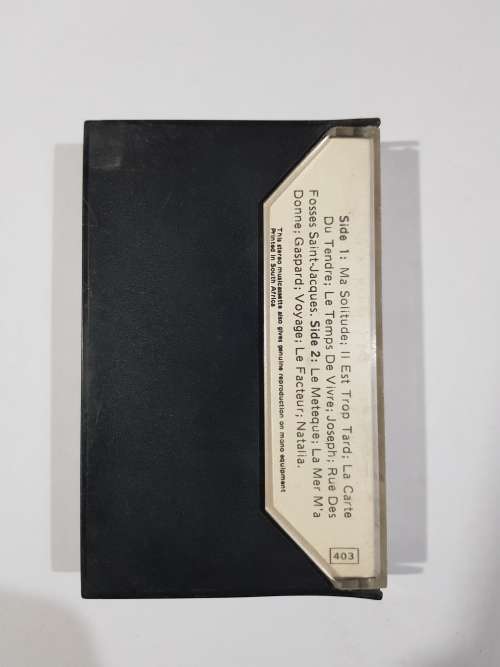 Side 1: Ma Solitude; Il Est Trop Tard; La Carte
Du Tendre; Le Temps De Vivre; Joseph; Rue Des
Fosses Saint-Jacques. Side 2: Le Meteque; La Mer M'a
Donne; Gaspard; Voyage; Le Facteur; Natalia.
This stereo musicassette also gives genuine reproduction on mono equipment
Printed in South Africa
403